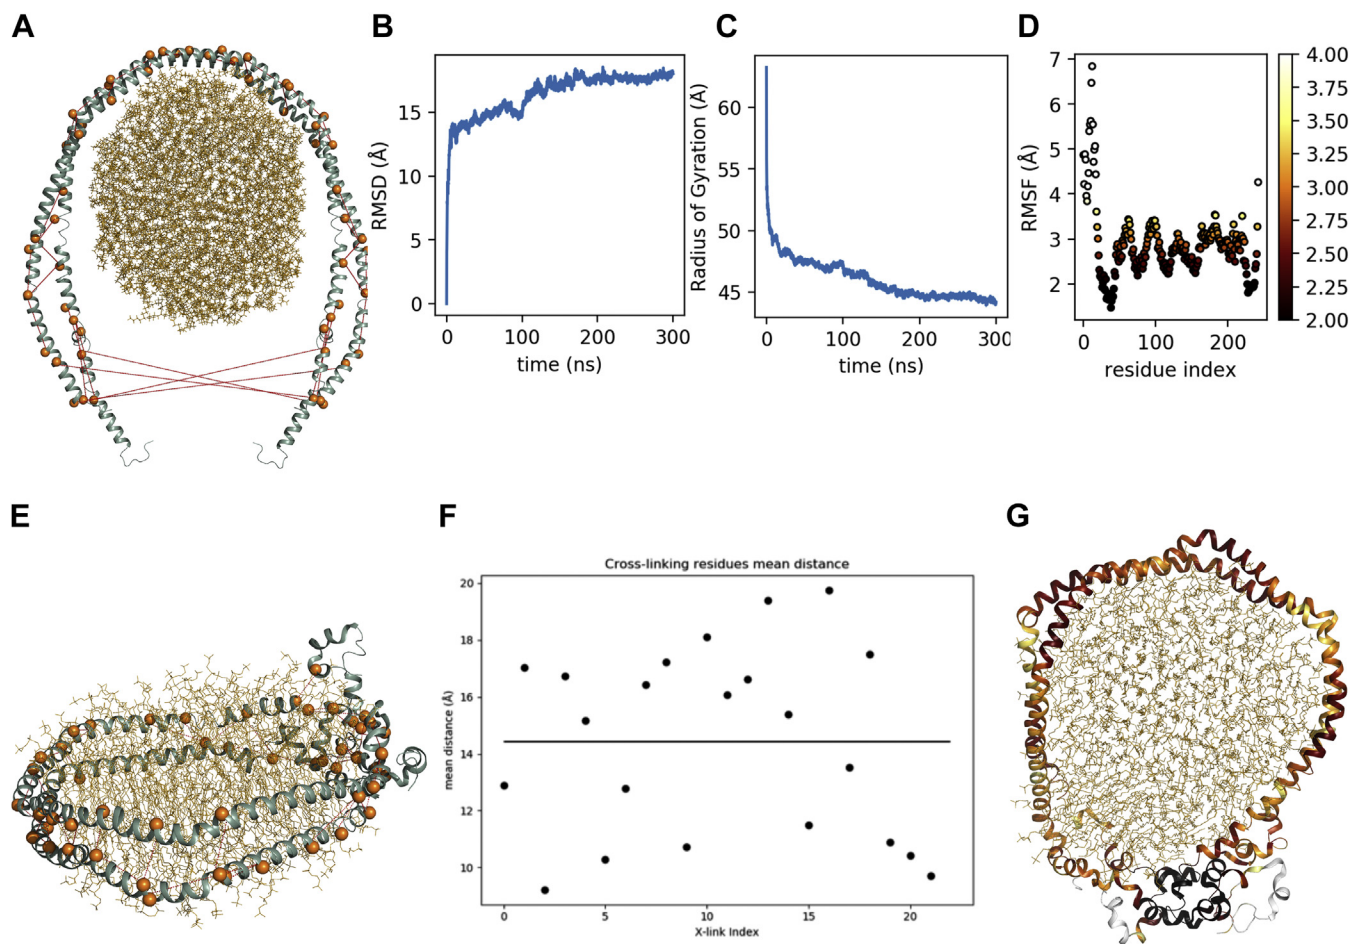 A
B
C
D
RMSD (Å)
15
10
5
0
0
100
200
300
time (ns)
Radius of Gyration (Å)
60
55
50
45
0
100
200
300
time (ns)
RMSF (Å)
7
6
5
4
3
2
0
100
200
residue index
4.00
3.75
3.50
3.25
3.00
2.75
2.50
2.25
2.00
E
F
G
Cross-linking residues mean distance
mean distance (Å)
20
18
16
14
12
10
0
5
10
15
20
X-link Index